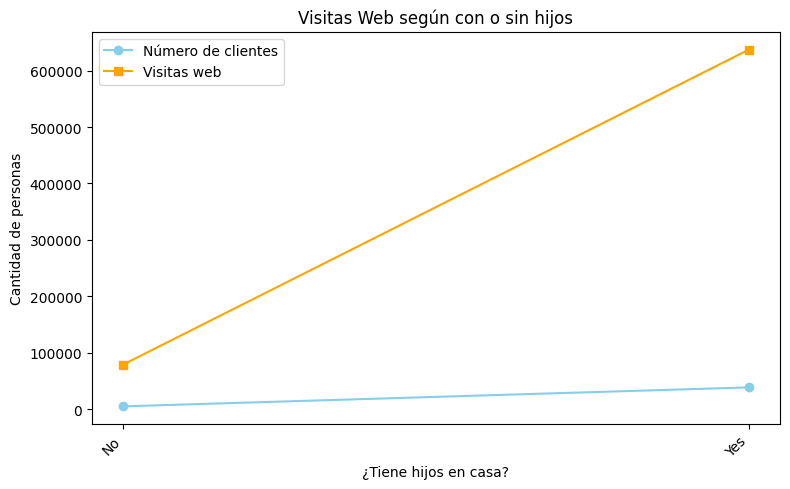 Visitas Web según con o sin hijos
Número de clientes
Visitas web
Cantidad de personas
600000
500000
400000
300000
200000
100000
0
No
Yes
¿Tiene hijos en casa?